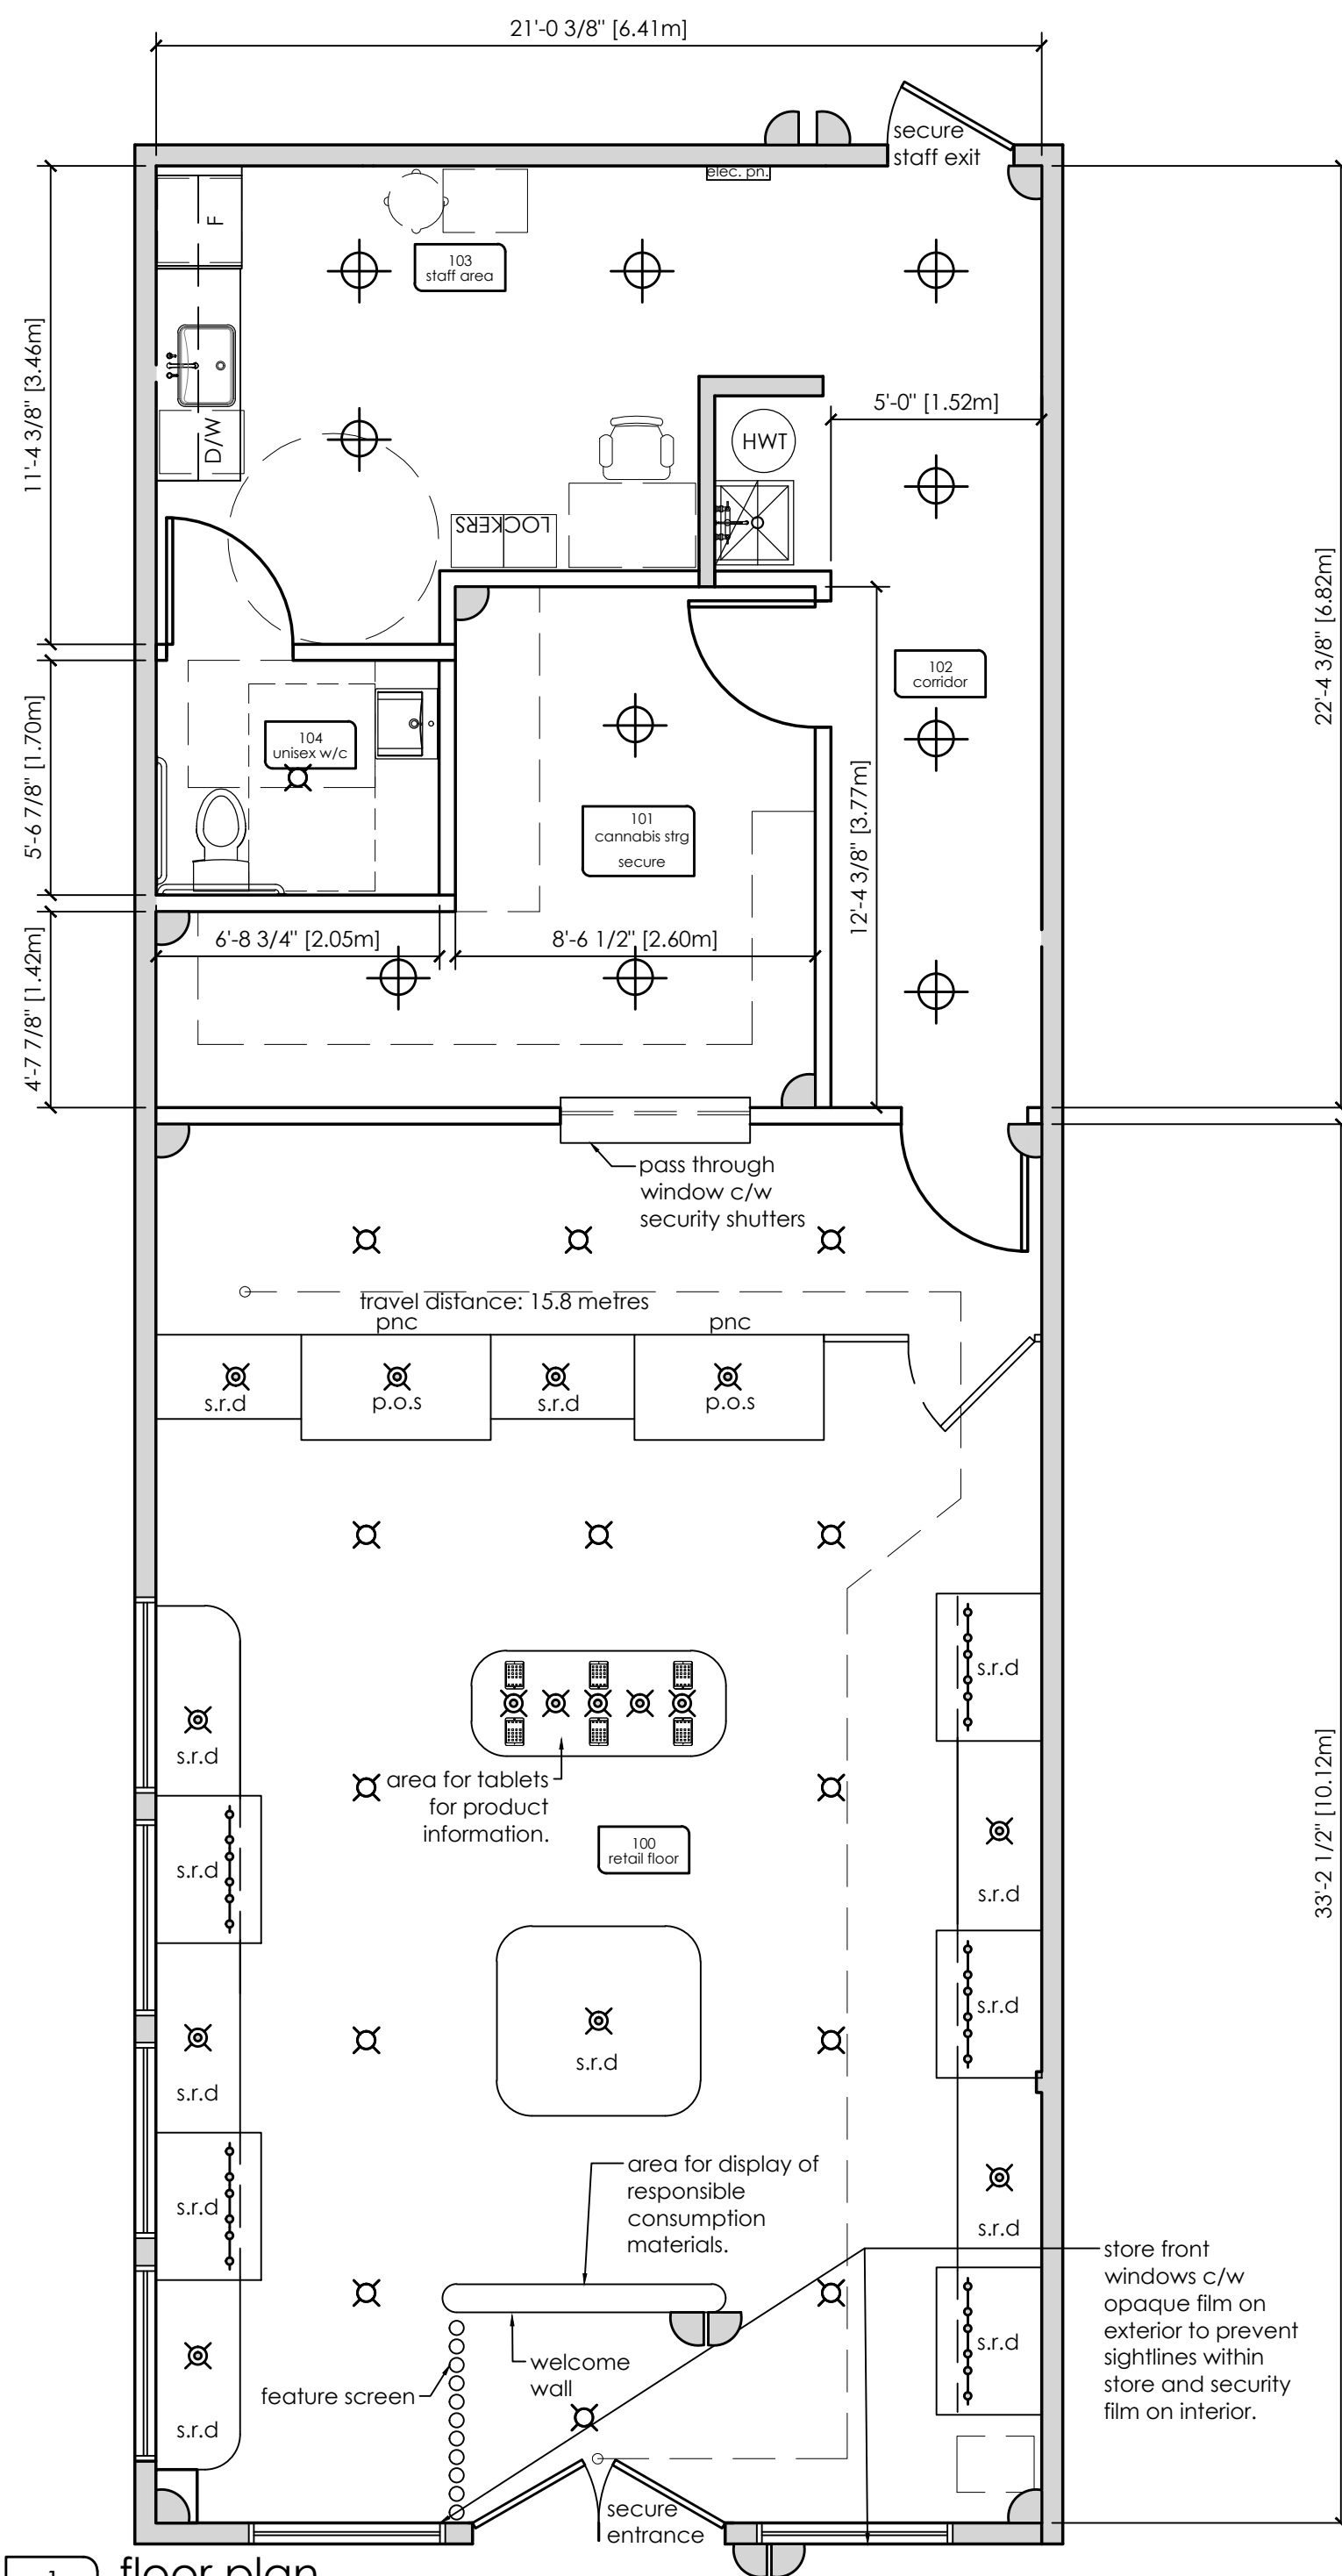 21'-0 3/8" [6.41m]
secure
staff exit
elec. pn.
F
103
staff area
11'-4 3/8" [3.46m]
D/W
HWT
5'-0" [1.52m]
LOCKERS
22'-4 3/8" [6.82m]
102
corridor
104
unisex w/c
5'-6 7/8" [1.70m]
101
cannabis strg
secure
12'-4 3/8" [3.77m]
6'-8 3/4" [2.05m]
8'-6 1/2" [2.60m]
4'-7 7/8" [1.42m]
pass through
window c/w
security shutters
travel distance: 15.8 metres
pnc
pnc
s.r.d
p.o.s
s.r.d
p.o.s
s.r.d
s.r.d
area for tablets
for product
information.
100
retail floor
s.r.d
s.r.d
33'-2 1/2" [10.12m]
s.r.d
s.r.d
s.r.d
s.r.d
area for display of
responsible
consumption
materials.
s.r.d
s.r.d
store front
windows c/w
opaque film on
exterior to prevent
sightlines within
store and security
film on interior.
s.r.d
welcome
wall
feature screen
s.r.d
secure
entrance
1
floor plan